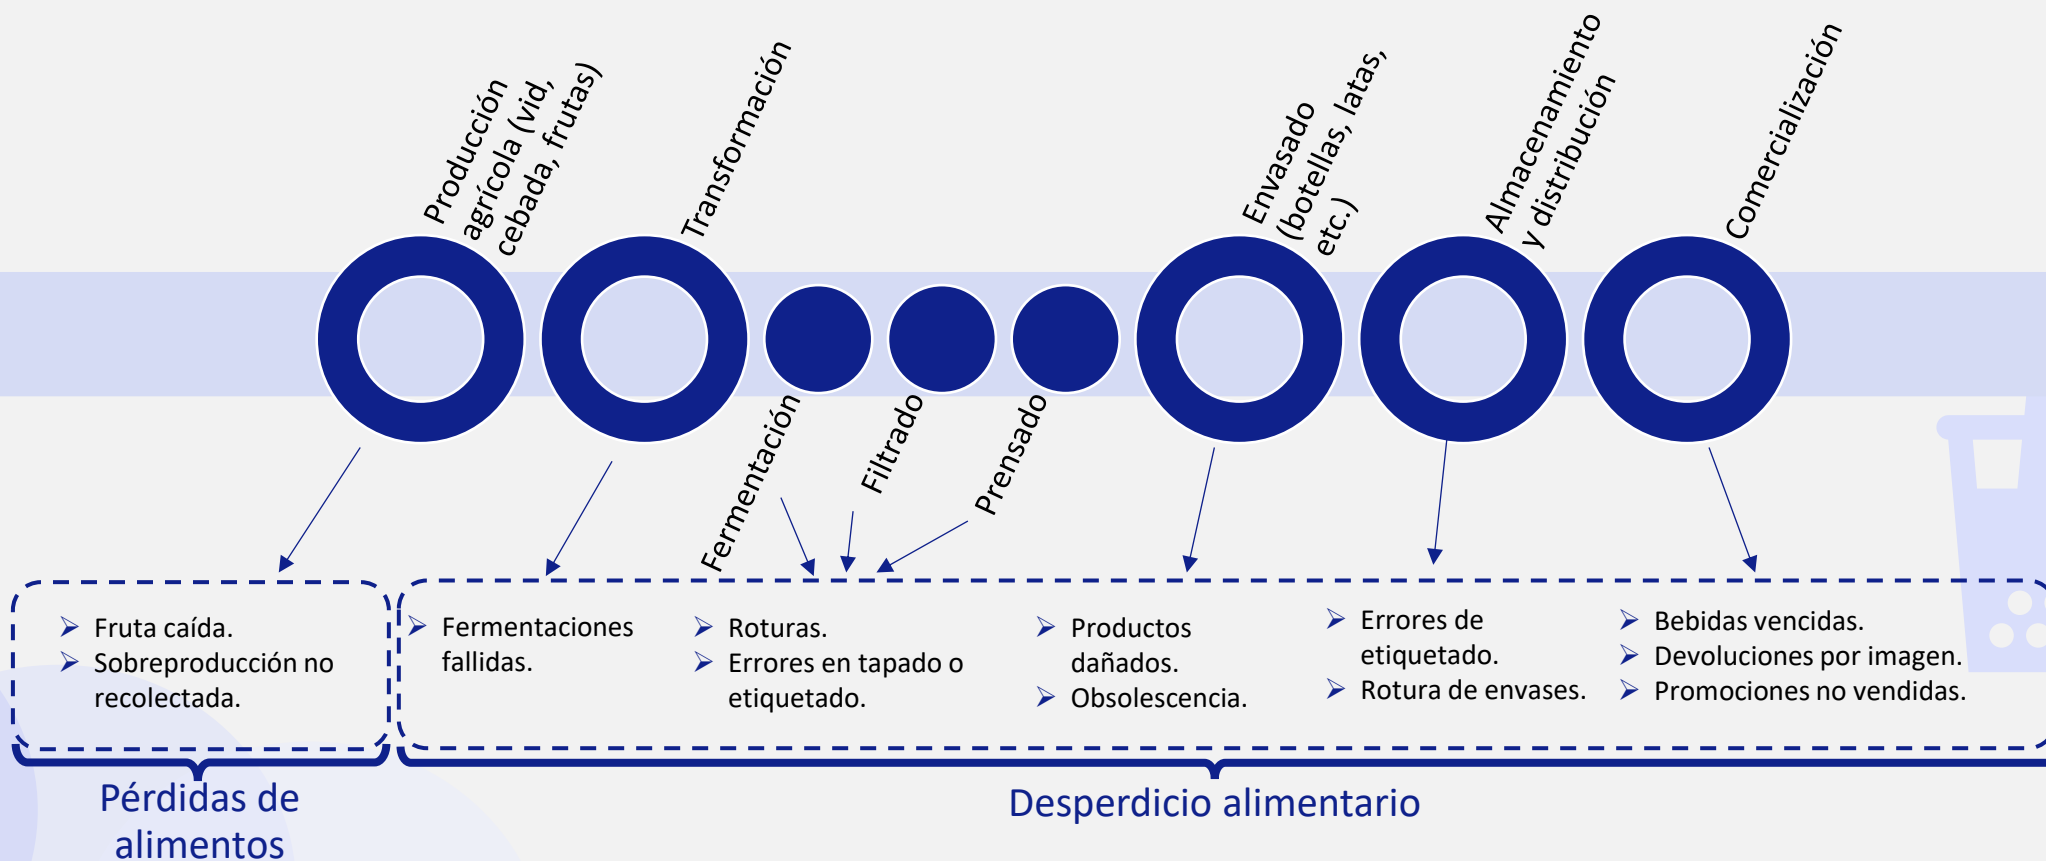 Producción
agrícola (vid,
cebada, frutas)
Transformación
Envasado
(botellas, latas,
etc.)
Almacenamiento
y distribución
Comercialización
Fermentación
Filtrado
Prensado
Fruta caída.
Sobreproducción no
recolectada.
Fermentaciones
fallidas.
Roturas.
Errores en tapado o
etiquetado.
Productos
dañados.
Obsolescencia.
Errores de
etiquetado.
Rotura de envases.
Bebidas vencidas.
Devoluciones por imagen.
Promociones no vendidas.
Pérdidas de
alimentos
Desperdicio alimentario